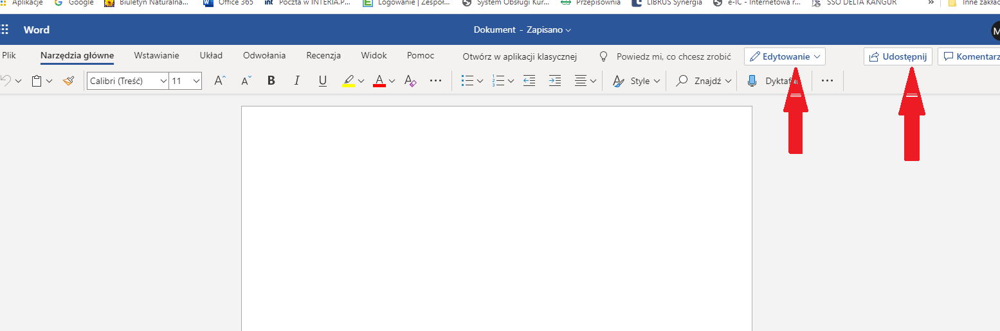 Aplikacje Google Biuletyn Naturalna... Office 365 int Poczta w INTERIA.P... Logowanie | Zespoł... System Obsługi Kur... Przepisownia LIBRUS Synergia e-IC - Internetowa r... SSO DELTA KANGUR » Inne zakład
Word Dokument - Zapisano M
Plik Narzędzia główne Wstawianie Układ Odwołania Recenzja Widok Pomoc Otwórz w aplikacji klasycznej Powiedz mi, co chcesz zrobić Edytowanie Udostępnij Komentarz
Calibri (Treść) 11 A A B I U A A ... Style Znajdź ...